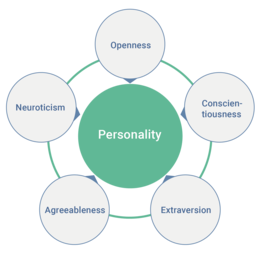 Openness
Conscien-
tiousness
Neuroticism
Personality
Agreeableness
Extraversion